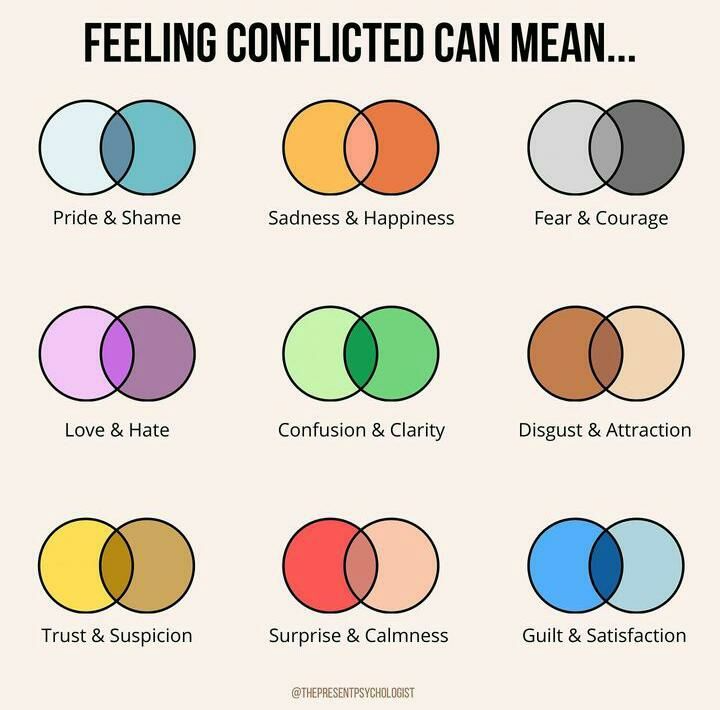 FEELING CONFLICTED CAN MEAN...
Pride & Shame
Sadness & Happiness
Fear & Courage
Love & Hate
Confusion & Clarity
Disgust & Attraction
Trust & Suspicion
Surprise & Calmness
Guilt & Satisfaction
@THEPRESENTPSYCHOLOGIST